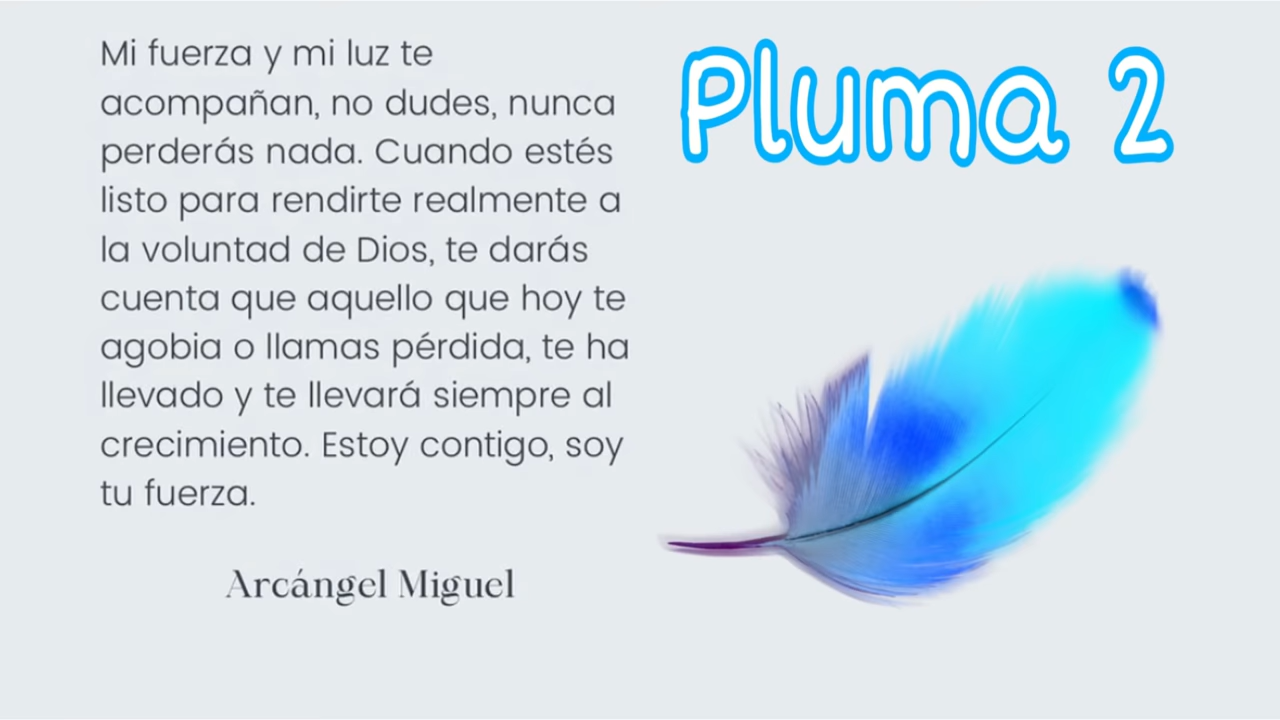 Mi fuerza y mi luz te
acompañan, no dudes, nunca
perderás nada. Cuando estés
listo para rendirte realmente a
la voluntad de Dios, te darás
cuenta que aquello que hoy te
agobia o llamas pérdida, te ha
llevado y te llevará siempre al
crecimiento. Estoy contigo, soy
tu fuerza.
Arcángel Miguel
Pluma 2